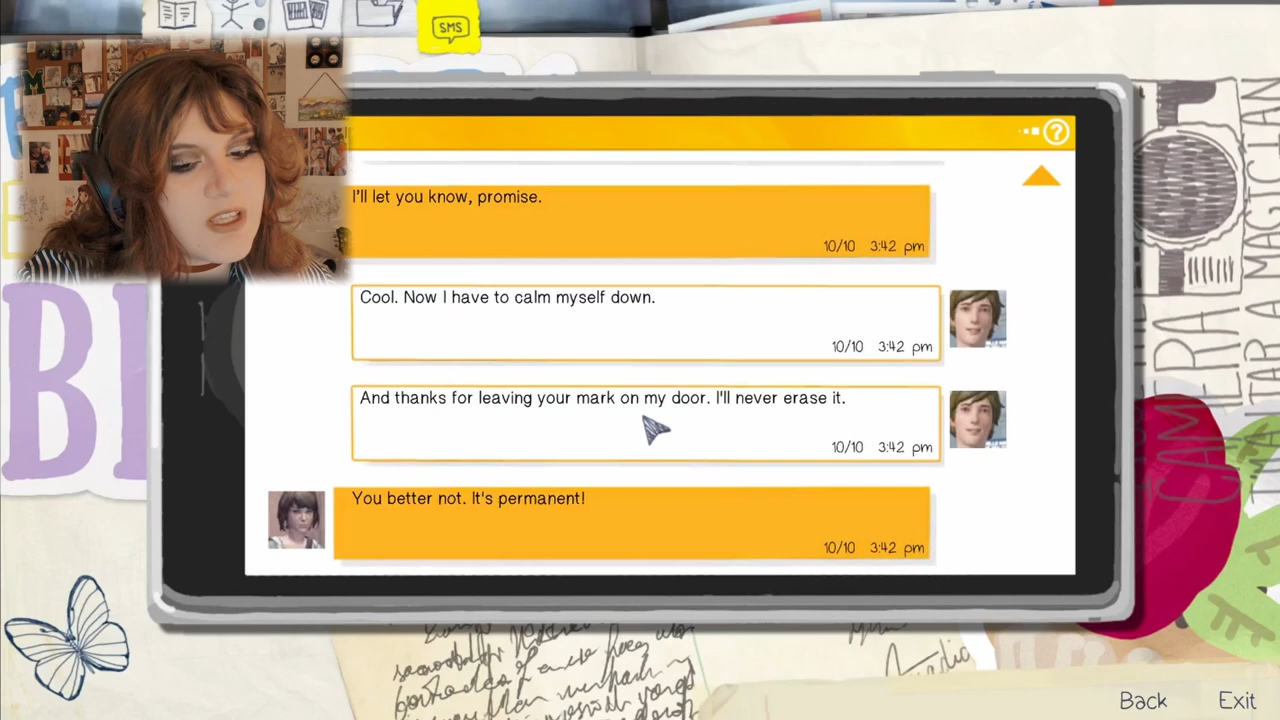 SMS
?
I'll let you know, promise.
10/10 3:42 pm
Cool. Now I have to calm myself down.
10/10 3:42 pm
And thanks for leaving your mark on my door. I'll never erase it.
10/10 3:42 pm
You better not. It's permanent!
10/10 3:42 pm
CAMERA
MAGICIAN
Back
Exit